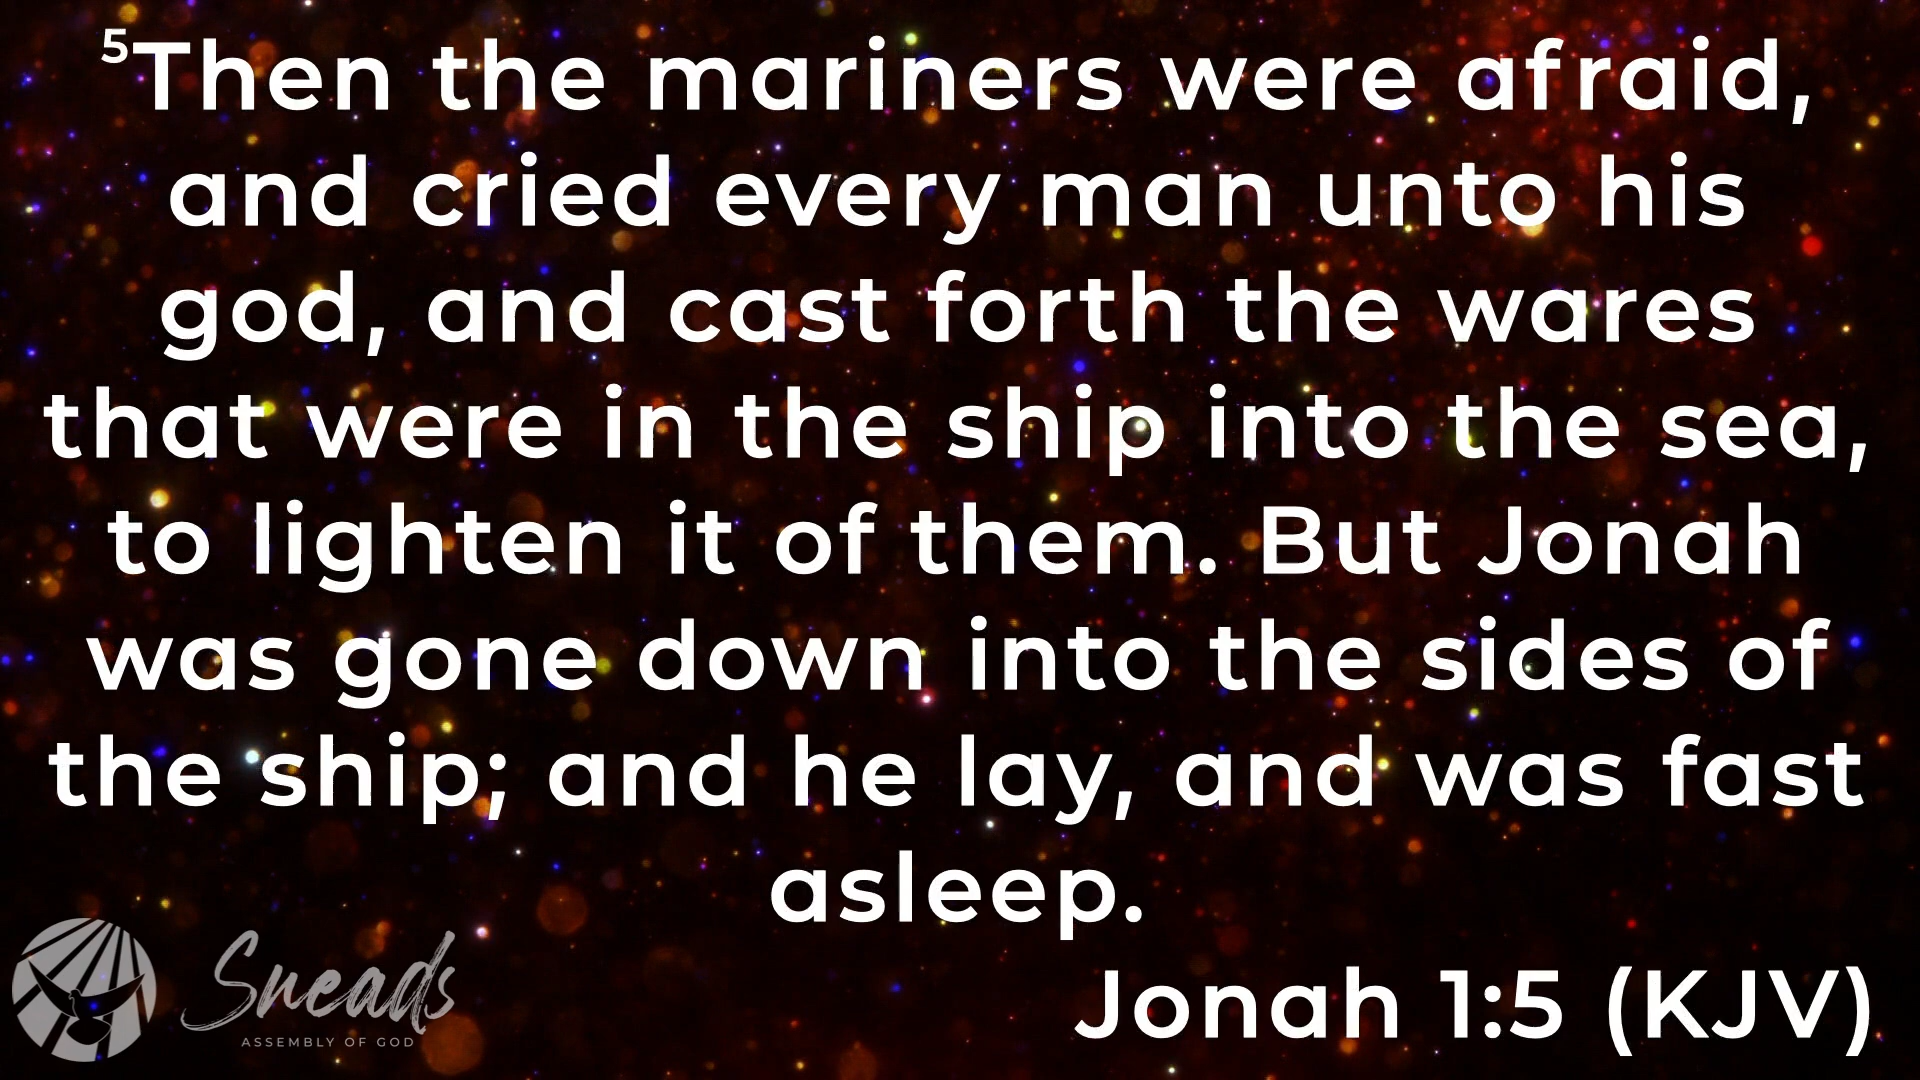 ⁵Then the mariners were afraid,
and cried every man unto his
god, and cast forth the wares
that were in the ship into the sea,
to lighten it of them. But Jonah
was gone down into the sides of
the ship; and he lay, and was fast
asleep.
Jonah 1:5 (KJV)
Sneads
ASSEMBLY OF GOD